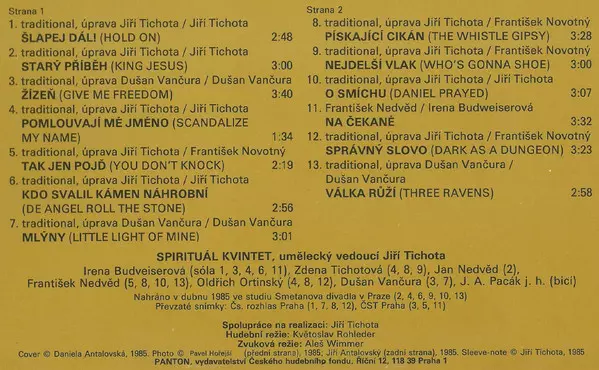 Strana 1
1. traditional, úprava Jiří Tichota / Jiří Tichota
ŠLAPEJ DÁL! (HOLD ON) 2:48
2. traditional, úprava Jiří Tichota / Jiří Tichota
STARÝ PŘÍBĚH (KING JESUS) 3:00
3. traditional, úprava Dušan Vančura / Dušan Vančura
ŽÍZEŇ (GIVE ME FREEDOM) 3:40
4. traditional, úprava Jiří Tichota / Jiří Tichota
POMLOUVAJÍ MÉ JMÉNO (SCANDALIZE
MY NAME) 1:34
5. traditional, úprava Jiří Tichota / František Novotný
TAK JEN POJĎ (YOU DON'T KNOCK) 2:19
6. traditional, úprava Jiří Tichota / Jiří Tichota
KDO SVALIL KÁMEN NÁHROBNÍ
(DE ANGEL ROLL THE STONE) 2:56
7. traditional, úprava Dušan Vančura / Dušan Vančura
MLÝNY (LITTLE LIGHT OF MINE) 3:01
Strana 2
8. traditional, úprava Jiří Tichota / František Novotný
PÍSKAJÍCÍ CIKÁN (THE WHISTLE GIPSY) 3:28
9. traditional, úprava Jiří Tichota / František Novotný
NEJDELŠÍ VLAK (WHO'S GONNA SHOE) 3:00
10. traditional, úprava Jiří Tichota / Jiří Tichota
O SMÍCHU (DANIEL PRAYED) 3:07
11. František Nedvěd / Irena Budweiserová
NA ČEKANÉ 3:32
12. traditional, úprava Jiří Tichota / František Novotný
SPRÁVNÝ SLOVO (DARK AS A DUNGEON) 3:23
13. traditional, úprava Dušan Vančura /
Dušan Vančura
VÁLKA RŮŽÍ (THREE RAVENS) 2:58
SPIRITUÁL KVINTET, umělecký vedoucí Jiří Tichota
Irena Budweiserová (sóla 1, 3, 4, 6, 11), Zdena Tichotová (4, 8, 9), Jan Nedvěd (2),
František Nedvěd (5, 8, 10, 13), Oldřich Ortinský (4, 8, 12), Dušan Vančura (3, 7), J. A. Pacák j. h. (bicí)
Nahráno v dubnu 1985 ve studiu Smetanova divadla v Praze (2, 4, 6, 9, 10, 13)
Převzaté snímky: Čs. rozhlas Praha (1, 7, 8, 12), ČST Praha (3, 5, 11)
Spolupráce na realizaci: Jiří Tichota
Hudební režie: Květoslav Rohleder
Zvuková režie: Aleš Wimmer
Cover © Daniela Antalovská, 1985. Photo © Pavel Hořejší (přední strana), 1985; Jiří Antalovský (zadní strana), 1985. Sleeve-note © Jiří Tichota, 1985
PANTON, vydavatelství Českého hudebního fondu, Říční 12, 118 39 Praha 1